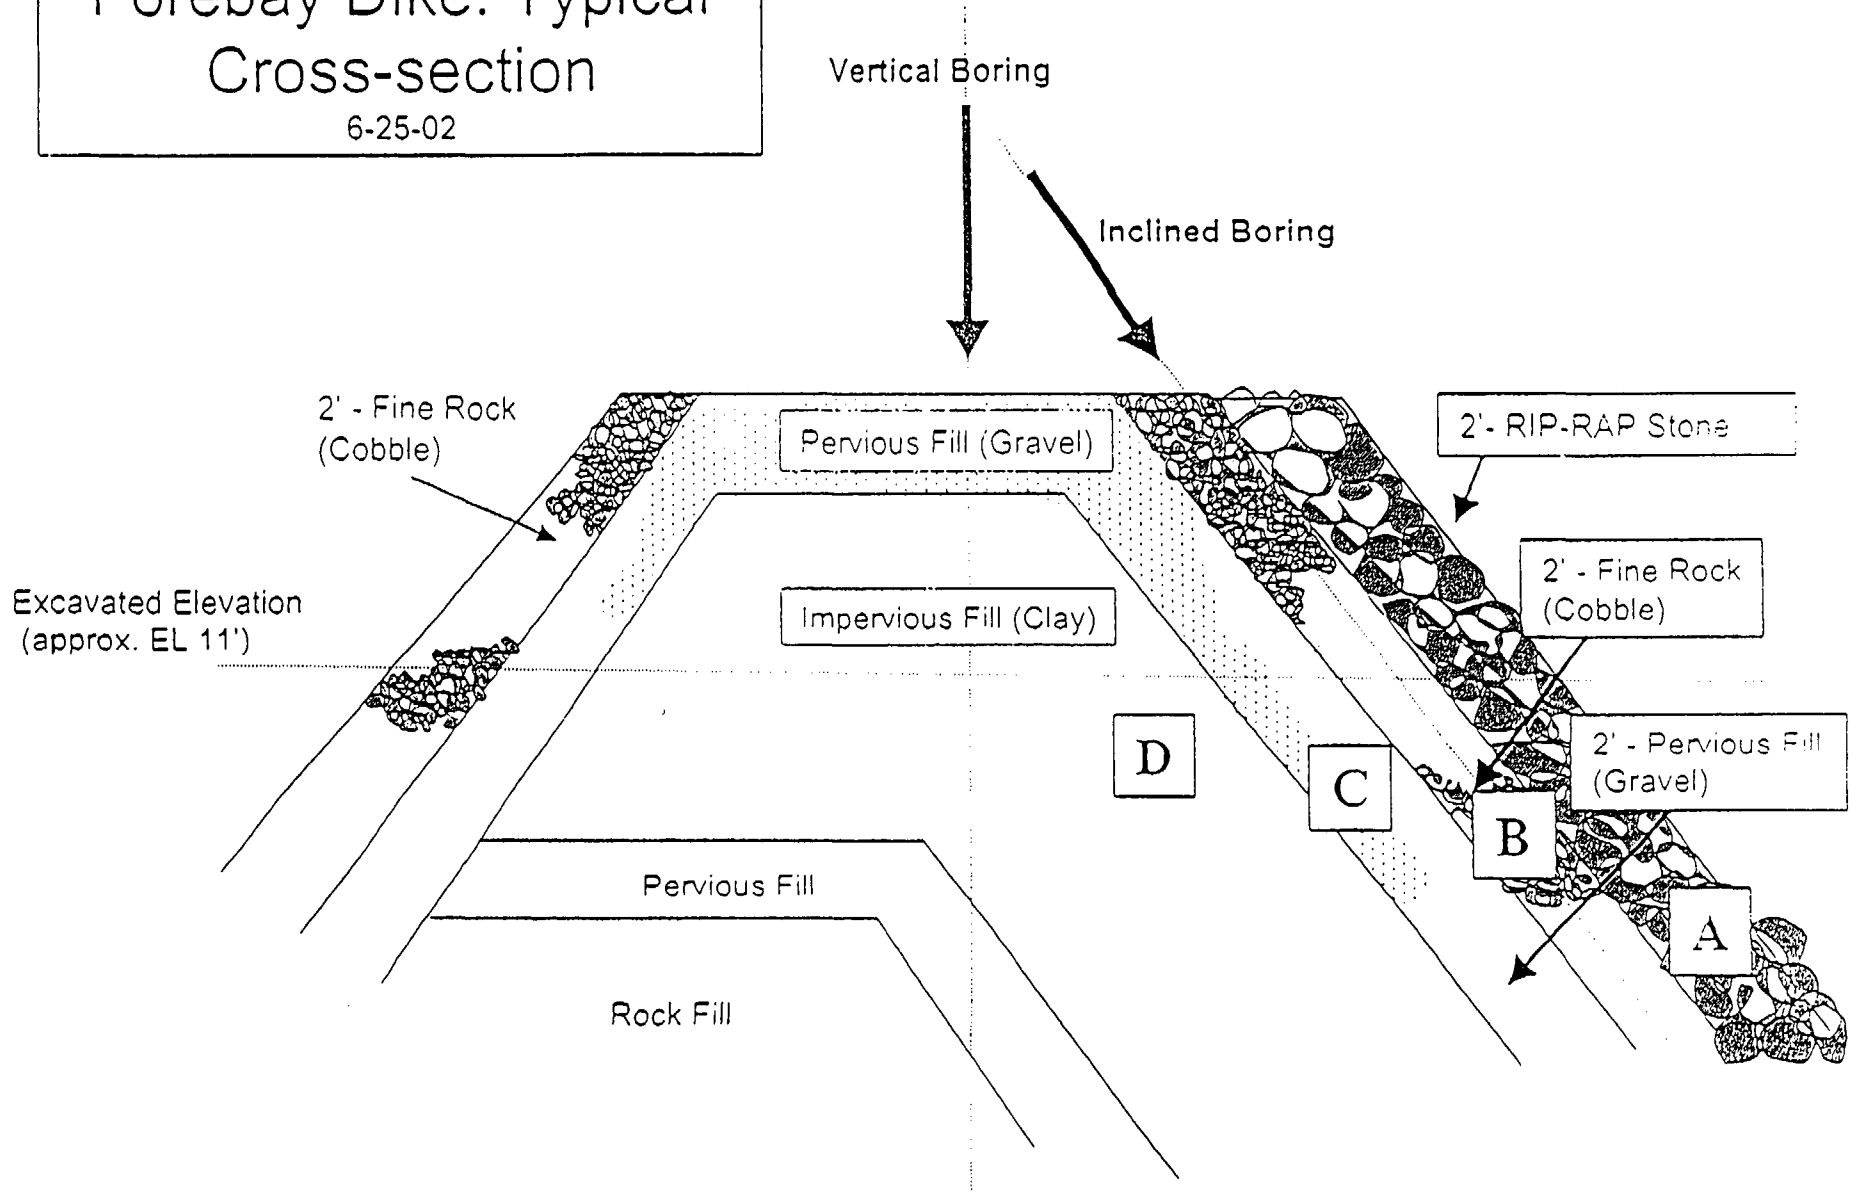 Forebay Dike: Typical
Cross-section
6-25-02
Vertical Boring
Inclined Boring
2' - Fine Rock
(Cobble)
Pervious Fill (Gravel)
2'- RIP-RAP Stone
2' - Fine Rock
(Cobble)
Excavated Elevation
(approx. EL 11')
Impervious Fill (Clay)
2' - Pervious Fill
(Gravel)
D
C
B
A
Pervious Fill
Rock Fill